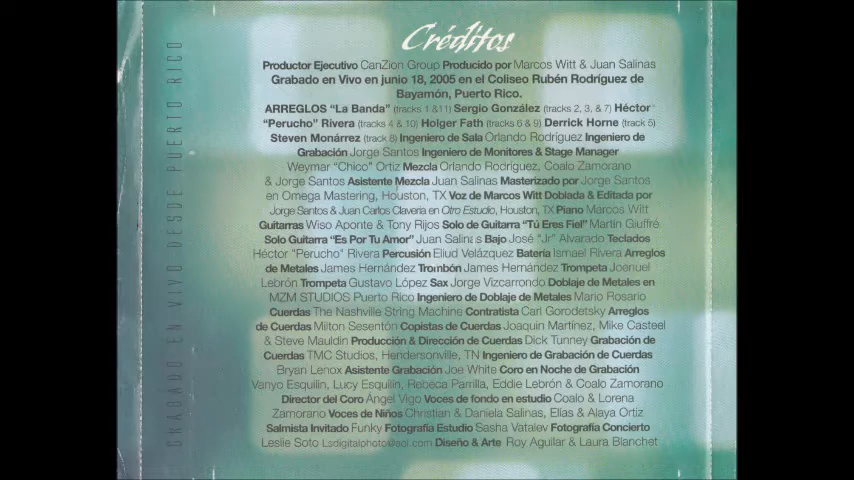 Créditos
Productor Ejecutivo CanZion Group Producido por Marcos Witt & Juan Salinas
Grabado en Vivo en junio 18, 2005 en el Coliseo Rubén Rodríguez de
Bayamón, Puerto Rico.
ARREGLOS "La Banda" (tracks 1 &11) Sergio González (tracks 2, 3, & 7) Héctor
"Perucho" Rivera (tracks 4 & 10) Holger Fath (tracks 6 & 9) Derrick Horne (track 5)
Steven Monárrez (track 8) Ingeniero de Sala Orlando Rodríguez Ingeniero de
Grabación Jorge Santos Ingeniero de Monitores & Stage Manager
Weymar "Chico" Ortiz Mezcla Orlando Rodríguez, Coalo Zamorano
& Jorge Santos Asistente Mezcla Juan Salinas Masterizado por Jorge Santos
en Omega Mastering, Houston, TX Voz de Marcos Witt Doblada & Editada por
Jorge Santos & Juan Carlos Claveria en Otro Estudio, Houston, TX Piano Marcos Witt
Guitarras Wiso Aponte & Tony Rijos Solo de Guitarra "Tú Eres Fiel" Martin Giuffré
Solo Guitarra "Es Por Tu Amor" Juan Salinas Bajo José "Jr" Alvarado Teclados
Héctor "Perucho" Rivera Percusión Eliud Velázquez Batería Ismael Rivera Arreglos
de Metales James Hernández Trombón James Hernández Trompeta Joenuel
Lebrón Trompeta Gustavo López Sax Jorge Vizcarrondo Doblaje de Metales en
MZM STUDIOS Puerto Rico Ingeniero de Doblaje de Metales Mario Rosario
Cuerdas The Nashville String Machine Contratista Carl Gorodetsky Arreglos
de Cuerdas Milton Sesentón Copistas de Cuerdas Joaquin Martínez, Mike Casteel
& Steve Mauldin Producción & Dirección de Cuerdas Dick Tunney Grabación de
Cuerdas TMC Studios, Hendersonville, TN Ingeniero de Grabación de Cuerdas
Bryan Lenox Asistente Grabación Joe White Coro en Noche de Grabación
Vanyo Esquilin, Lucy Esquilin, Rebeca Parrilla, Eddie Lebrón & Coalo Zamorano
Director del Coro Ángel Vigo Voces de fondo en estudio Coalo & Lorena
Zamorano Voces de Niños Christian & Daniela Salinas, Elías & Alaya Ortiz
Salmista Invitado Funky Fotografía Estudio Sasha Vatalev Fotografía Concierto
Leslie Soto Lsdigitalphoto@aol.com Diseño & Arte Roy Aguilar & Laura Blanchet
GRABADO EN VIVO DÉSDE PUERTO RICO